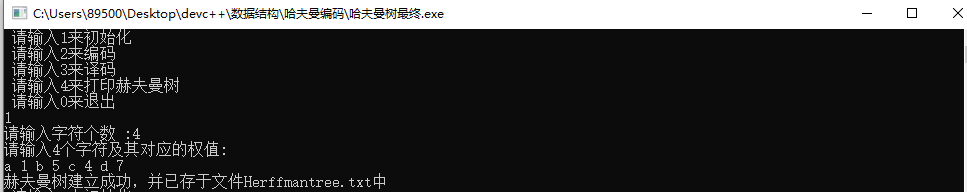 C:\Users\89500\Desktop\devc++\数据结构\哈夫曼编码\哈夫曼树最终.exe
请输入1来初始化
请输入2来编码
请输入3来译码
请输入4来打印赫夫曼树
请输入0来退出
1
请输入字符个数 :4
请输入4个字符及其对应的权值:
a 1 b 5 c 4 d 7
赫夫曼树建立成功，并已存于文件Herffmantree.txt中